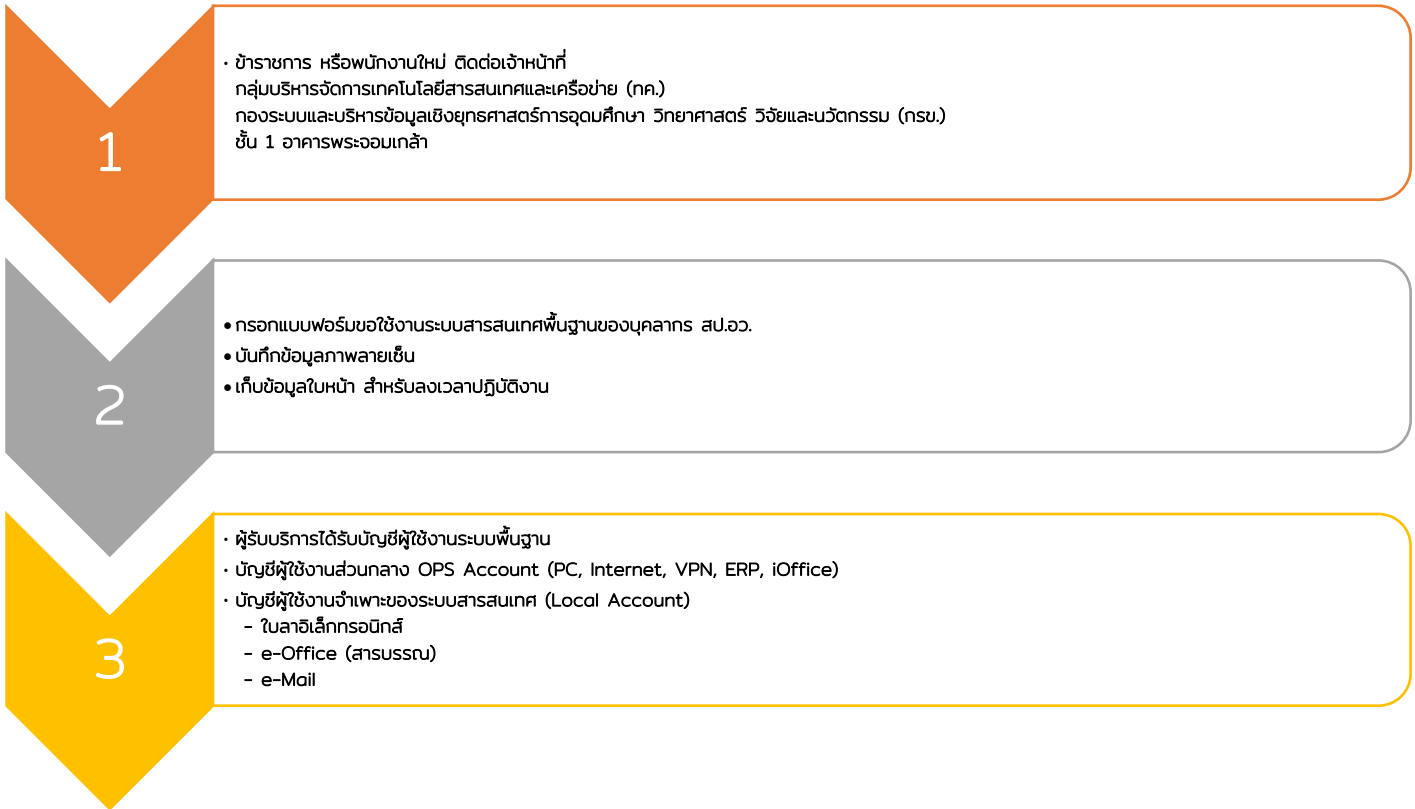 1
· ข้าราชการ หรือพนักงานใหม่ ติดต่อเจ้าหน้าที่
กลุ่มบริหารจัดการเทคโนโลยีสารสนเทศและเครือข่าย (ทค.)
กองระบบและบริหารข้อมูลเชิงยุทธศาสตร์การอุดมศึกษา วิทยาศาสตร์ วิจัยและนวัตกรรม (กรข.)
ชั้น 1 อาคารพระจอมเกล้า
2
• กรอกแบบฟอร์มขอใช้งานระบบสารสนเทศพื้นฐานของบุคลากร สป.อว.
• บันทึกข้อมูลภาพลายเซ็น
• เก็บข้อมูลใบหน้า สำหรับลงเวลาปฏิบัติงาน
3
· ผู้รับบริการได้รับบัญชีผู้ใช้งานระบบพื้นฐาน
· บัญชีผู้ใช้งานส่วนกลาง OPS Account (PC, Internet, VPN, ERP, iOffice)
· บัญชีผู้ใช้งานจำเพาะของระบบสารสนเทศ (Local Account)
- ใบลาอิเล็กทรอนิกส์
- e-Office (สารบรรณ)
- e-Mail